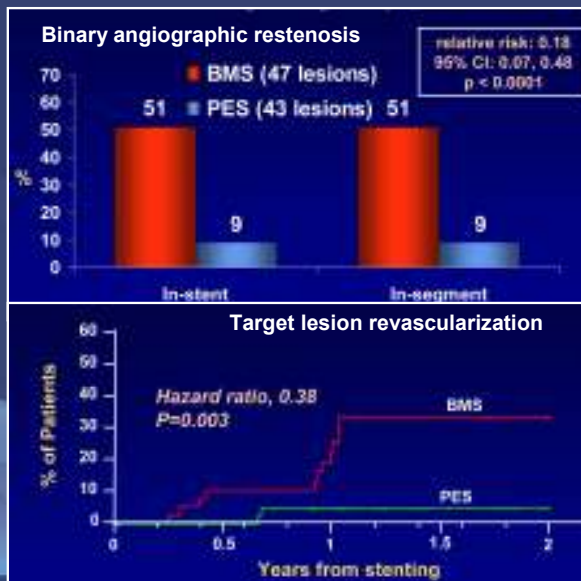 Binary angiographic restenosis
relative risk: 0.18
95% CI: 0.07, 0.48
p < 0.0001
BMS (47 lesions)
PES (43 lesions)
%
70
60
50
40
30
20
10
0
51
9
51
9
In-stent
In-segment
Target lesion revascularization
% of Patients
60
50
40
30
20
10
0
Hazard ratio, 0.38
P=0.003
BMS
PES
0
0.5
1
1.5
2
Years from stenting